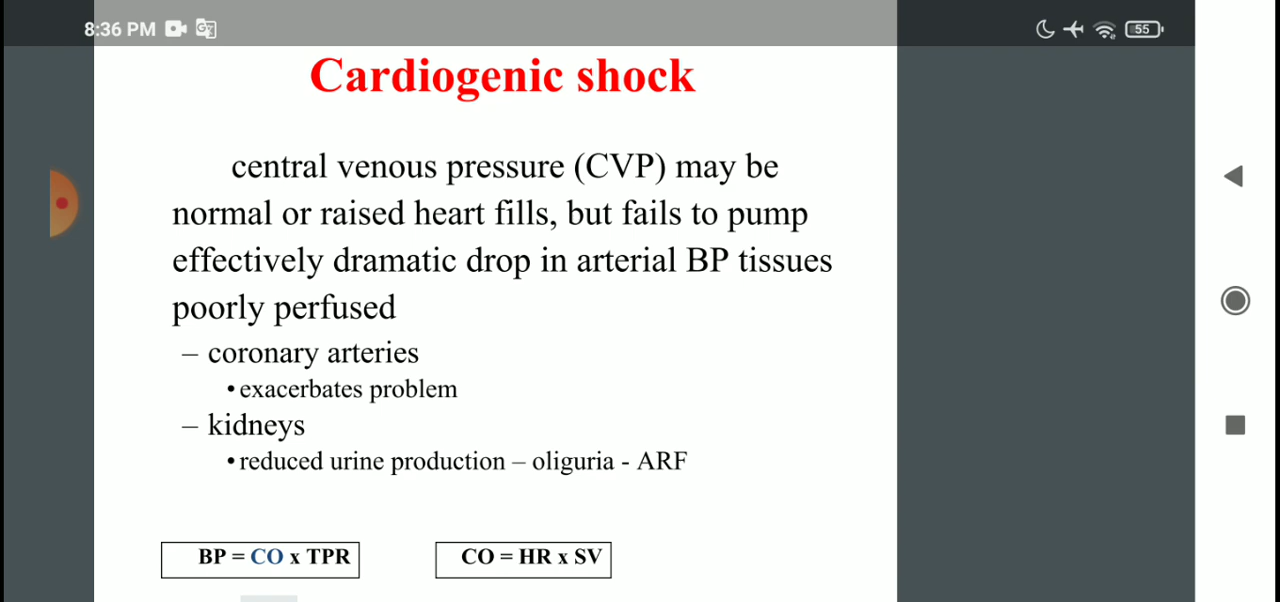 8:36 PM
55
Cardiogenic shock
central venous pressure (CVP) may be
normal or raised heart fills, but fails to pump
effectively dramatic drop in arterial BP tissues
poorly perfused
– coronary arteries
• exacerbates problem
– kidneys
• reduced urine production – oliguria - ARF
BP = CO x TPR
CO = HR x SV